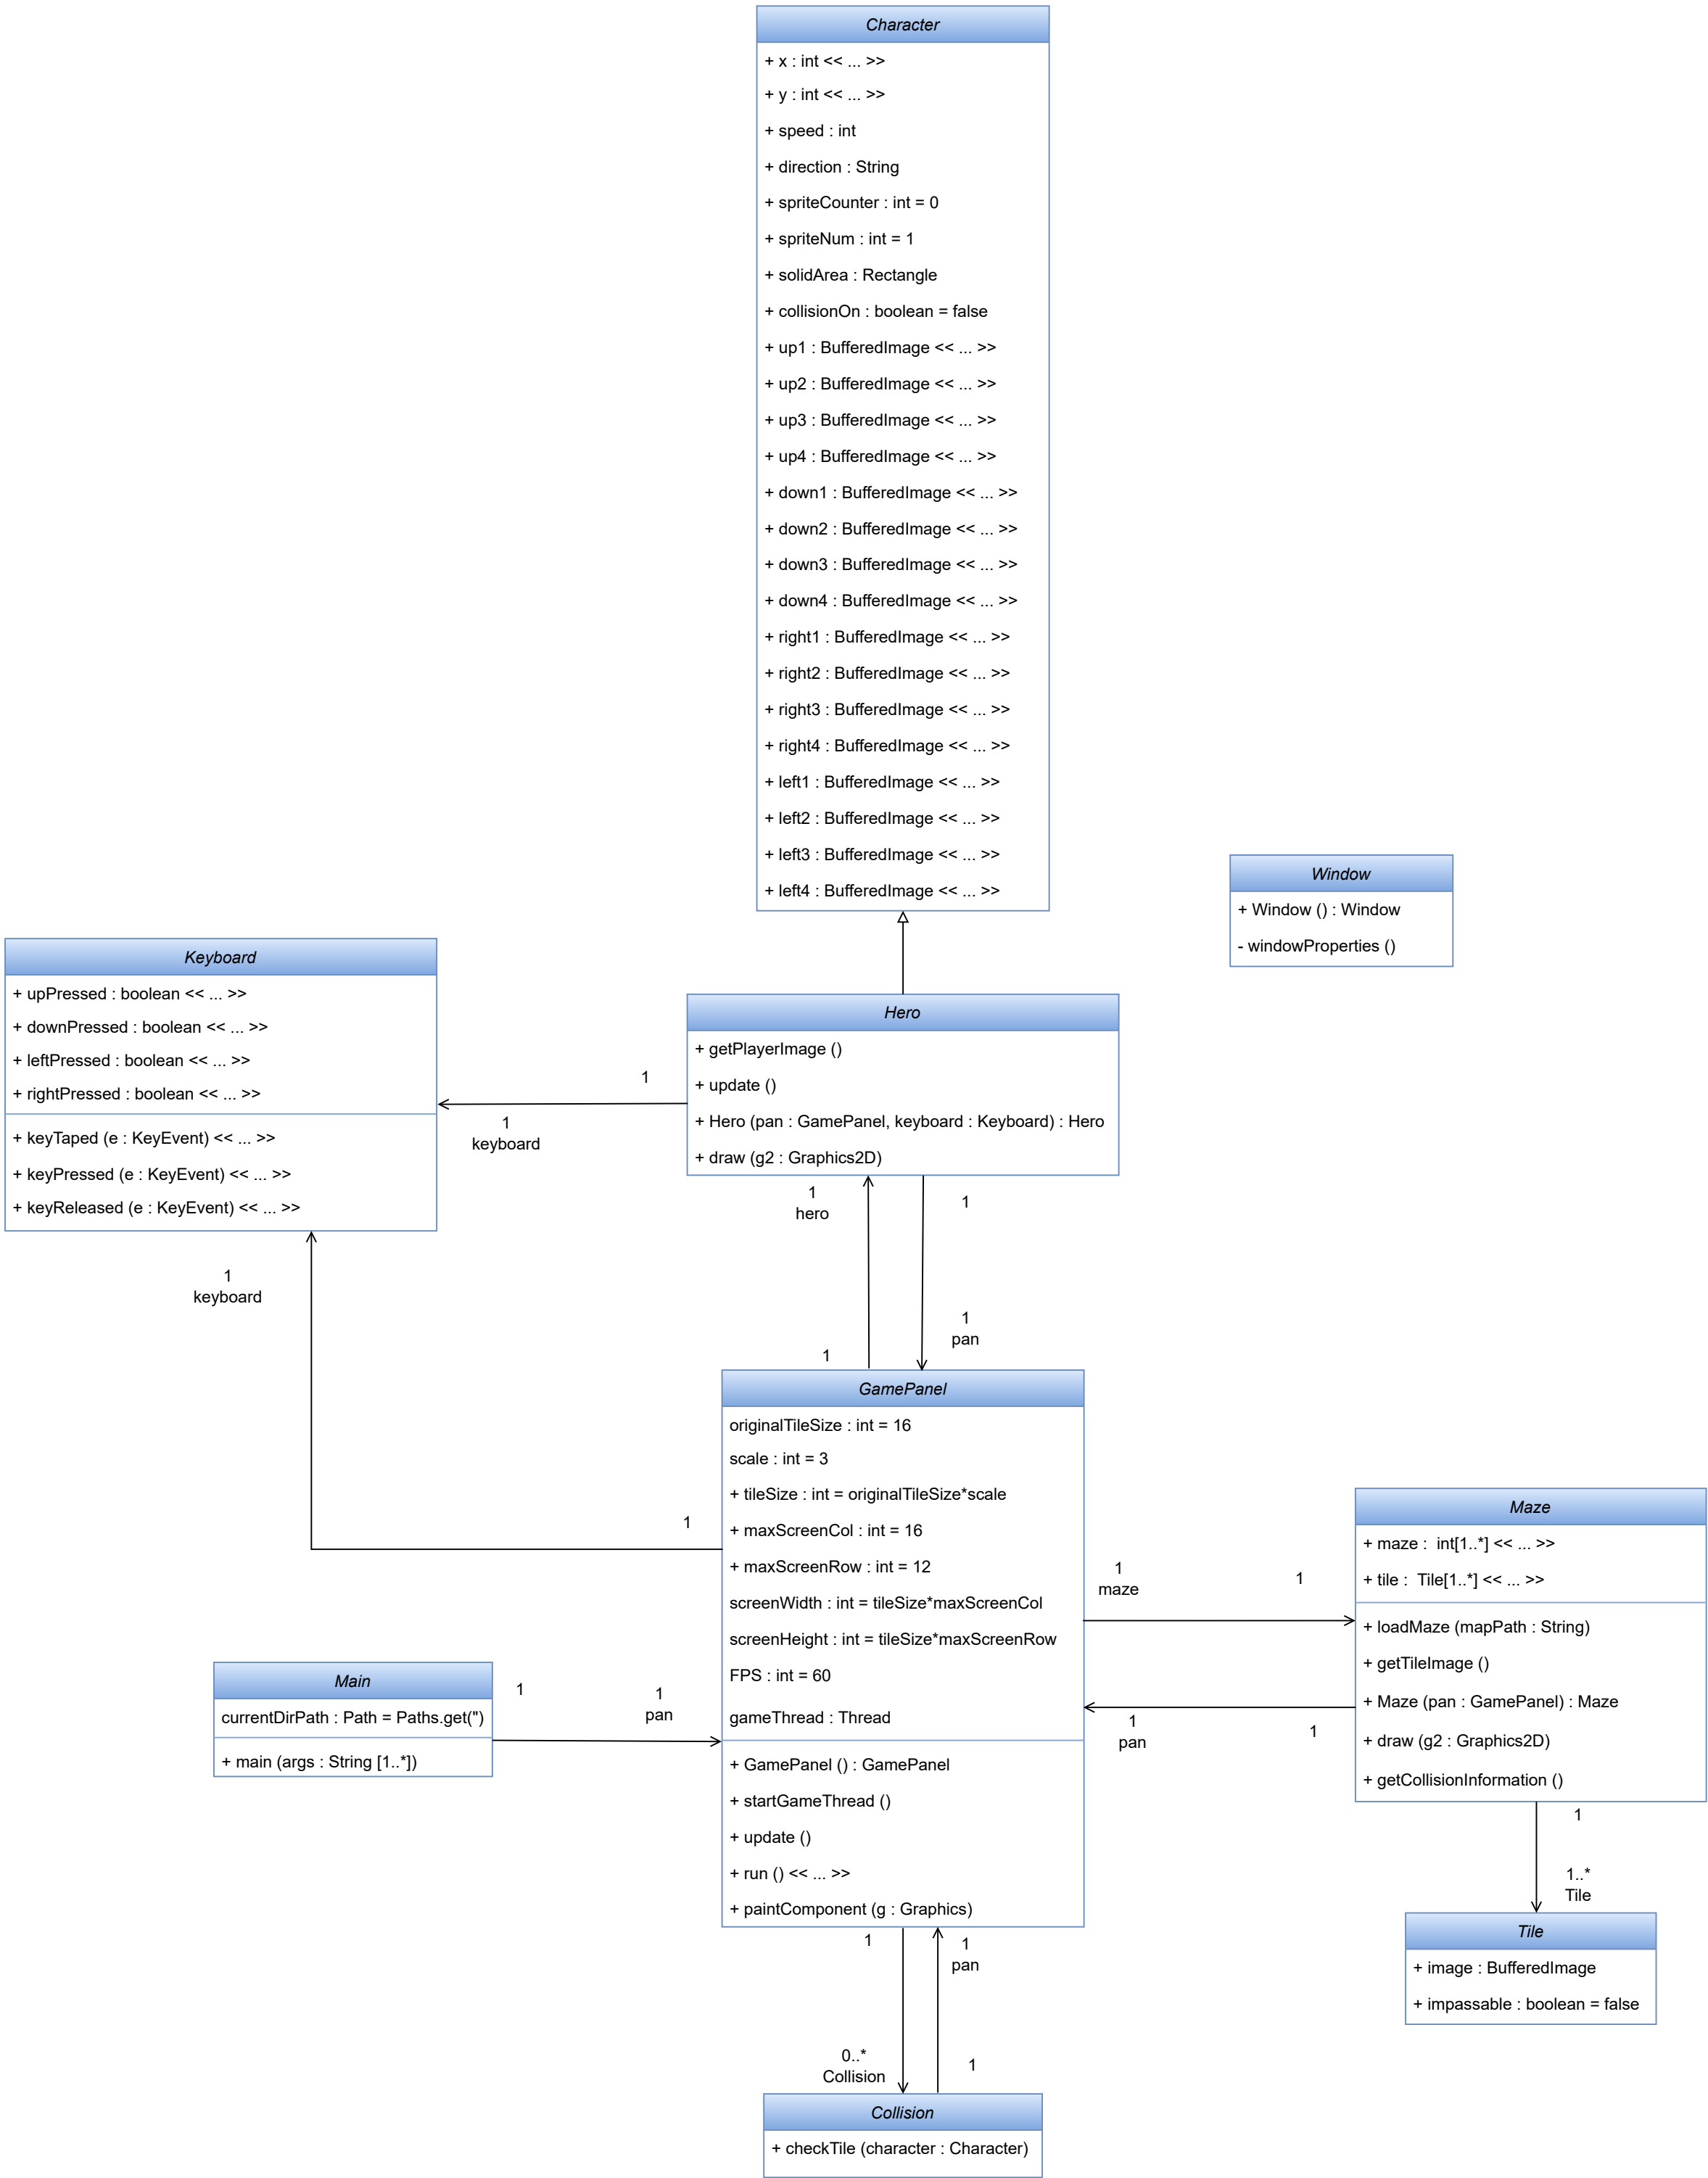 Character
+ x : int << ... >>
+ y : int << ... >>
+ speed : int
+ direction : String
+ spriteCounter : int = 0
+ spriteNum : int = 1
+ solidArea : Rectangle
+ collisionOn : boolean = false
+ up1 : BufferedImage << ... >>
+ up2 : BufferedImage << ... >>
+ up3 : BufferedImage << ... >>
+ up4 : BufferedImage << ... >>
+ down1 : BufferedImage << ... >>
+ down2 : BufferedImage << ... >>
+ down3 : BufferedImage << ... >>
+ down4 : BufferedImage << ... >>
+ right1 : BufferedImage << ... >>
+ right2 : BufferedImage << ... >>
+ right3 : BufferedImage << ... >>
+ right4 : BufferedImage << ... >>
+ left1 : BufferedImage << ... >>
+ left2 : BufferedImage << ... >>
+ left3 : BufferedImage << ... >>
+ left4 : BufferedImage << ... >>
Window
+ Window () : Window
- windowProperties ()
Keyboard
+ upPressed : boolean << ... >>
+ downPressed : boolean << ... >>
+ leftPressed : boolean << ... >>
+ rightPressed : boolean << ... >>
+ keyTaped (e : KeyEvent) << ... >>
+ keyPressed (e : KeyEvent) << ... >>
+ keyReleased (e : KeyEvent) << ... >>
1
1
keyboard
Hero
+ getPlayerImage ()
+ update ()
+ Hero (pan : GamePanel, keyboard : Keyboard) : Hero
+ draw (g2 : Graphics2D)
1
hero
1
1
keyboard
1
pan
1
1
GamePanel
originalTileSize : int = 16
scale : int = 3
+ tileSize : int = originalTileSize*scale
+ maxScreenCol : int = 16
+ maxScreenRow : int = 12
screenWidth : int = tileSize*maxScreenCol
screenHeight : int = tileSize*maxScreenRow
FPS : int = 60
gameThread : Thread
+ GamePanel () : GamePanel
+ startGameThread ()
+ update ()
+ run () << ... >>
+ paintComponent (g : Graphics)
1
maze
1
1
pan
1
Maze
+ maze :  int[1..*] << ... >>
+ tile :  Tile[1..*] << ... >>
+ loadMaze (mapPath : String)
+ getTileImage ()
+ Maze (pan : GamePanel) : Maze
+ draw (g2 : Graphics2D)
+ getCollisionInformation ()
Main
currentDirPath : Path = Paths.get('')
+ main (args : String [1..*])
1
1
pan
1
1..*
Tile
Tile
+ image : BufferedImage
+ impassable : boolean = false
1
1
pan
0..*
Collision
1
Collision
+ checkTile (character : Character)